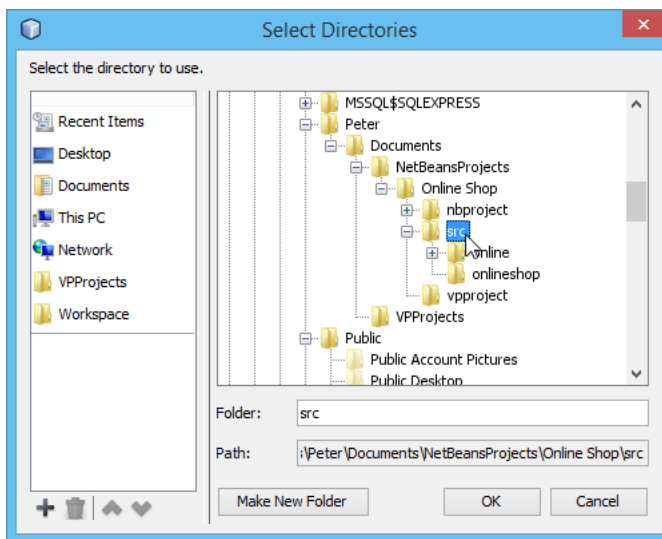 Select Directories
Select the directory to use.
Recent Items
Desktop
Documents
This PC
Network
VPProjects
Workspace
MSSQL$SQLEXPRESS
Peter
Documents
NetBeansProjects
Online Shop
nbproject
src
online
onlineshop
vpproject
VPProjects
Public
Public Account Pictures
Public Desktop
Folder: src
Path: :\Peter\Documents\NetBeansProjects\Online Shop\src
Make New Folder OK Cancel